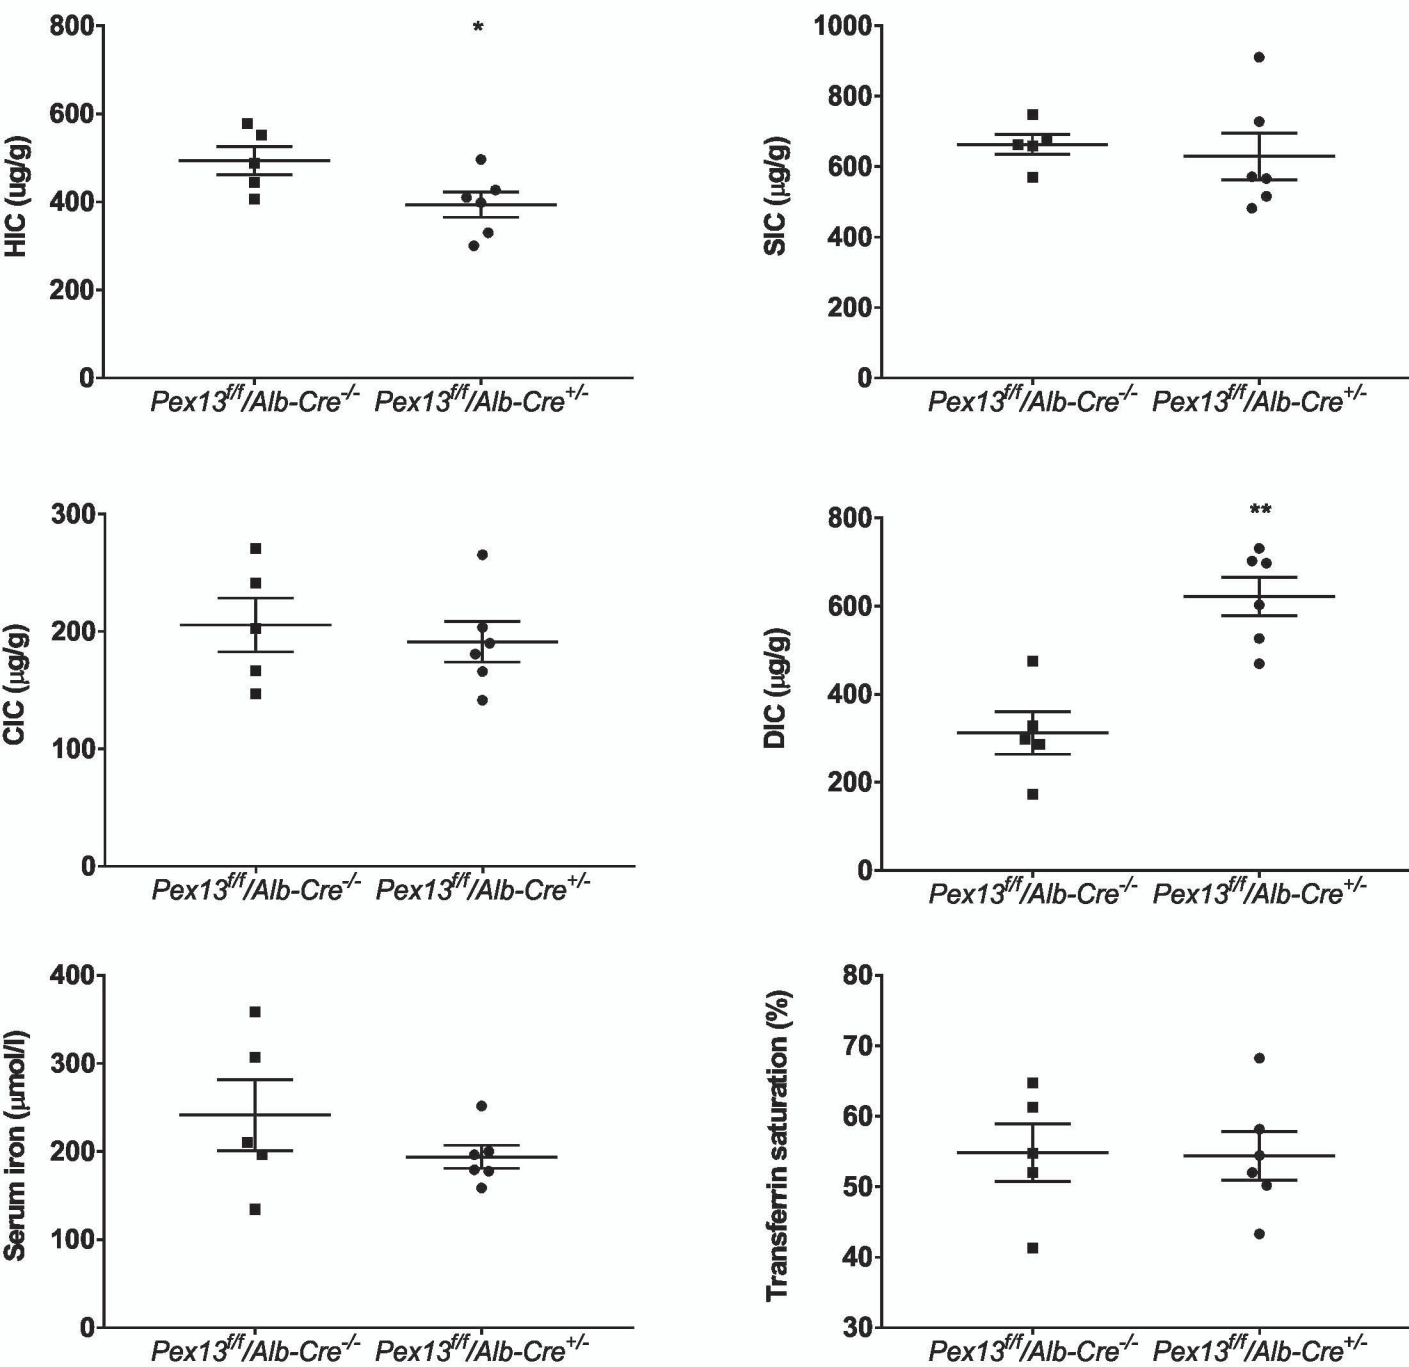 800
600
400
200
0
HIC (ug/g)
*
Pex13f/f/Alb-Cre-/- Pex13f/f/Alb-Cre+/-
1000
800
600
400
200
0
SIC (µg/g)
Pex13f/f/Alb-Cre-/- Pex13f/f/Alb-Cre+/-
300
200
100
0
CIC (µg/g)
Pex13f/f/Alb-Cre-/- Pex13f/f/Alb-Cre+/-
800
600
400
200
0
DIC (µg/g)
**
Pex13f/f/Alb-Cre-/- Pex13f/f/Alb-Cre+/-
400
300
200
100
0
Serum iron (µmol/l)
Pex13f/f/Alb-Cre-/- Pex13f/f/Alb-Cre+/-
80
70
60
50
40
30
Transferrin saturation (%)
Pex13f/f/Alb-Cre-/- Pex13f/f/Alb-Cre+/-